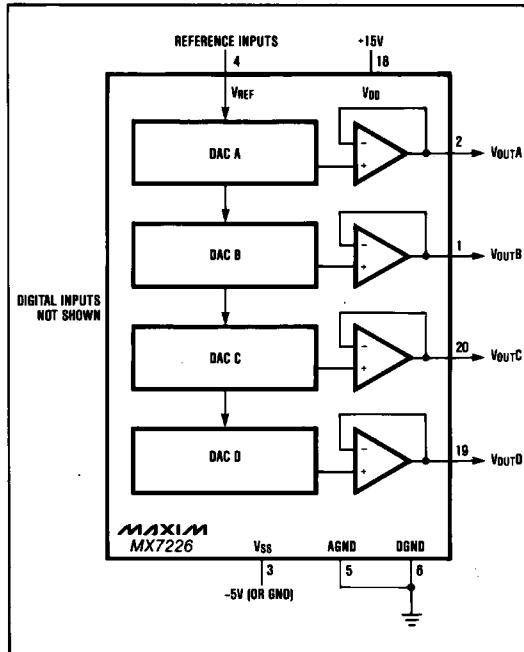 REFERENCE INPUTS
+15V
4
18
VREF
VDD
DAC A
−
+
2
VOUTA
DAC B
−
+
1
VOUTB
DIGITAL INPUTS
NOT SHOWN
DAC C
−
+
20
VOUTC
DAC D
−
+
19
VOUTD
MAXIM
MX7226
VSS
AGND
DGND
3
5
6
−5V (OR GND)